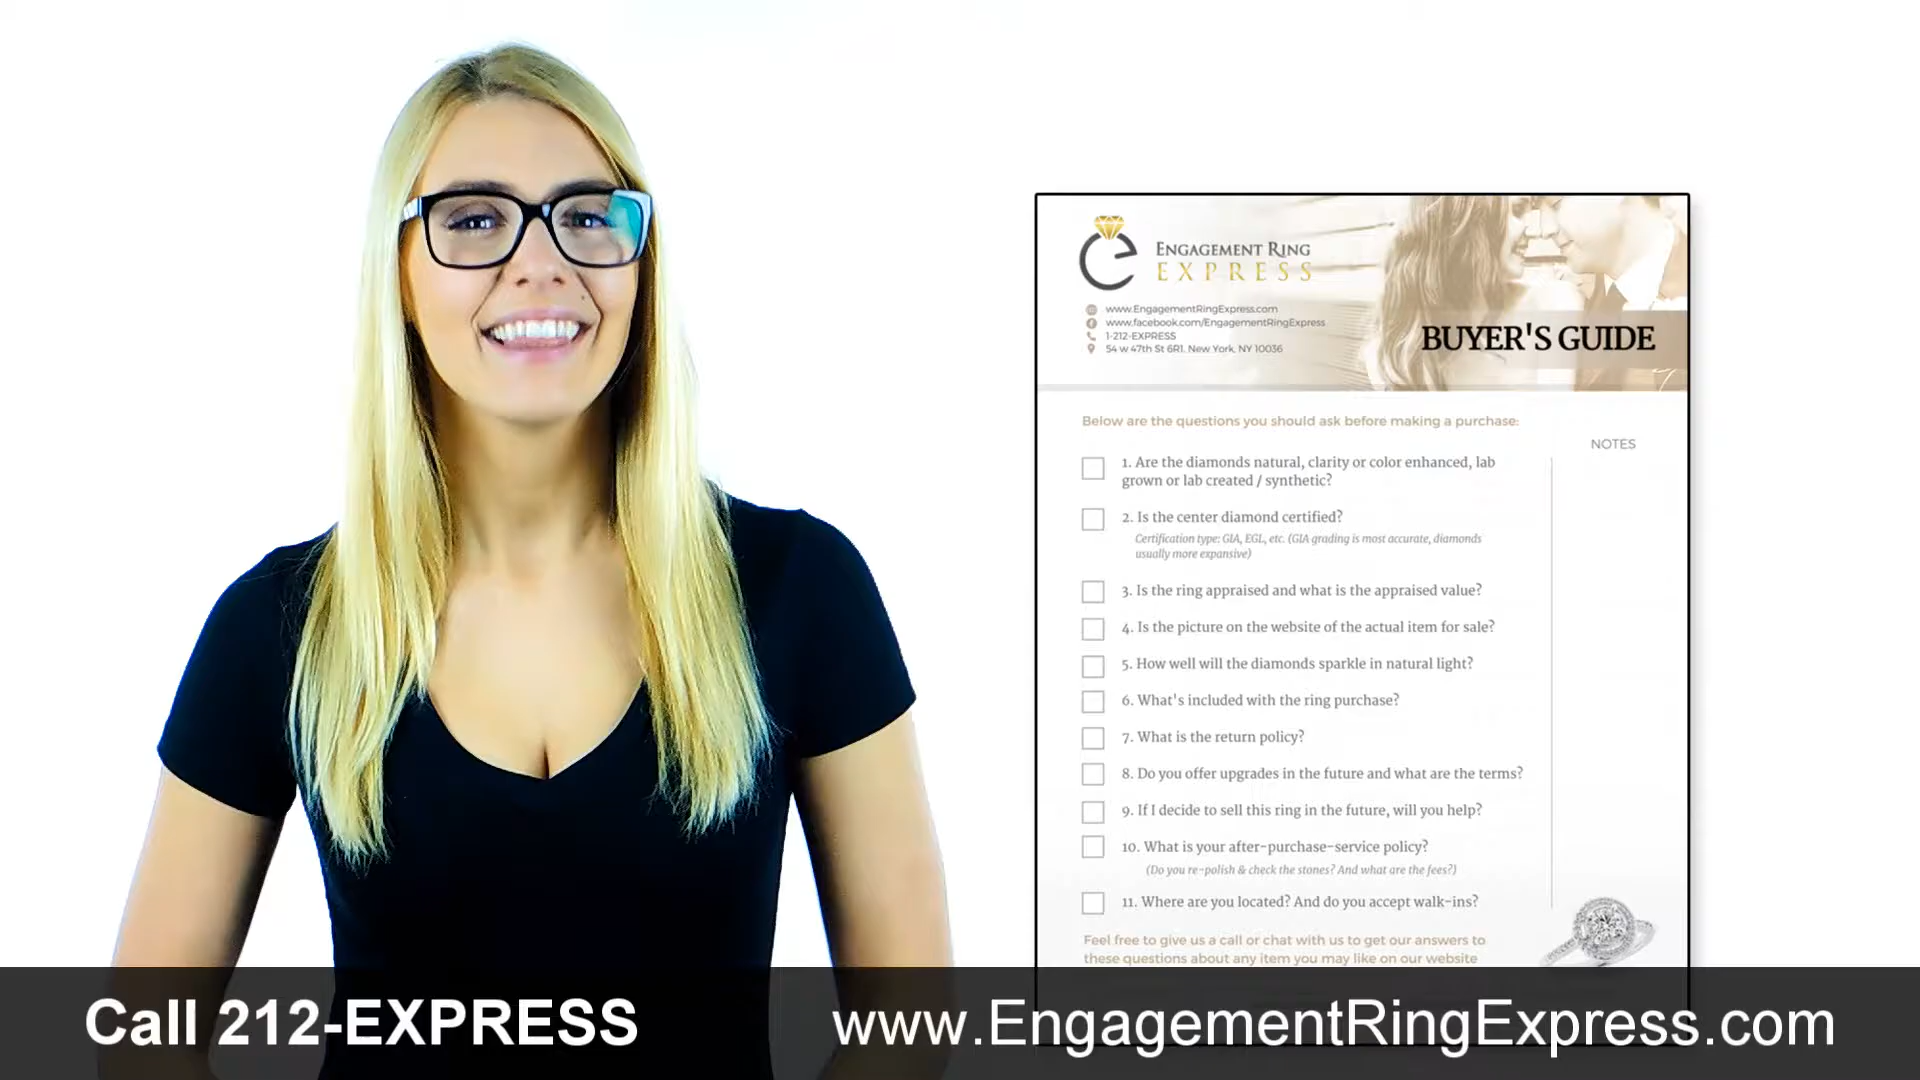 ENGAGEMENT RING
EXPRESS
www.EngagementRingExpress.com
www.facebook.com/EngagementRingExpress
1-212-EXPRESS
54 w 47th St 6R1. New York, NY 10036
BUYER'S GUIDE
Below are the questions you should ask before making a purchase:
NOTES
1. Are the diamonds natural, clarity or color enhanced, lab
grown or lab created / synthetic?
2. Is the center diamond certified?
Certification type: GIA, EGL, etc. (GIA grading is most accurate, diamonds
usually more expansive)
3. Is the ring appraised and what is the appraised value?
4. Is the picture on the website of the actual item for sale?
5. How well will the diamonds sparkle in natural light?
6. What's included with the ring purchase?
7. What is the return policy?
8. Do you offer upgrades in the future and what are the terms?
9. If I decide to sell this ring in the future, will you help?
10. What is your after-purchase-service policy?
(Do you re-polish & check the stones? And what are the fees?)
11. Where are you located? And do you accept walk-ins?
Feel free to give us a call or chat with us to get our answers to
these questions about any item you may like on our website
Call 212-EXPRESS
www.EngagementRingExpress.com